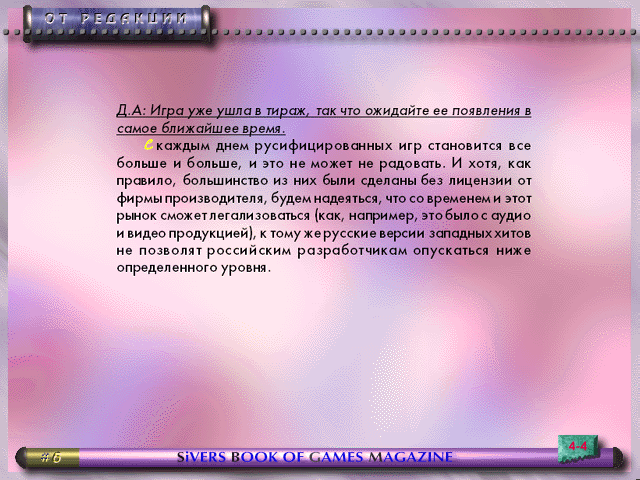 ОТ РЕДАКЦИИ
Д.А: Игра уже ушла в тираж, так что ожидайте ее появления в
самое ближайшее время.
С каждым днем русифицированных игр становится все
больше и больше, и это не может не радовать. И хотя, как
правило, большинство из них были сделаны без лицензии от
фирмы производителя, будем надеяться, что со временем и этот
рынок сможет легализоваться (как, например, это было с аудио
и видео продукцией), к тому же русские версии западных хитов
не позволят российским разработчикам опускаться ниже
определенного уровня.
#6
SiVERS BOOK OF GAMES MAGAZINE
4-4